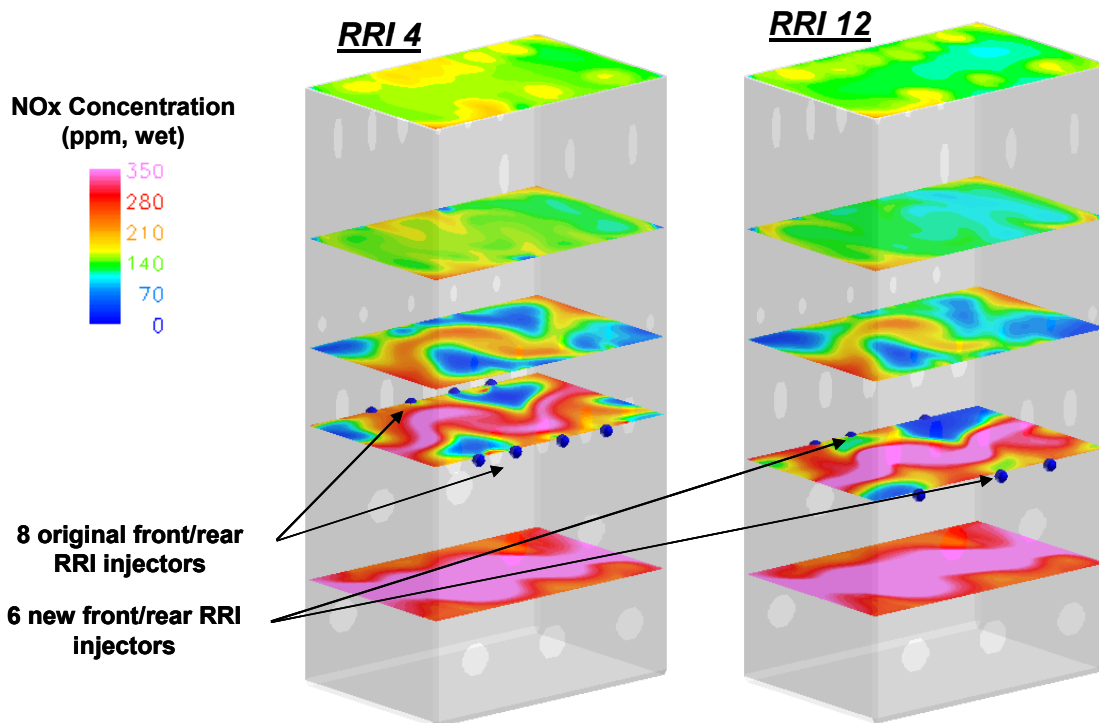 RRI 4
RRI 12
NOx Concentration
(ppm, wet)
350
280
210
140
70
0
8 original front/rear
RRI injectors
6 new front/rear RRI
injectors